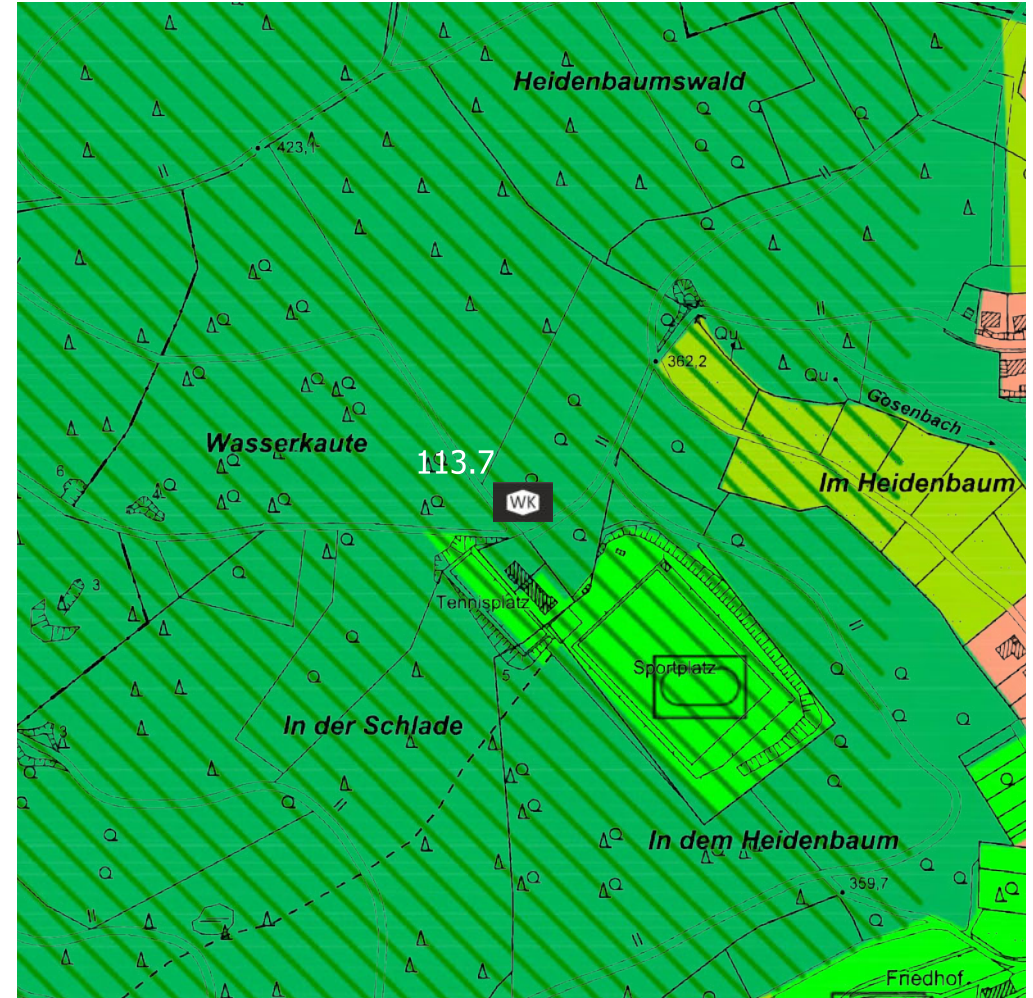 Heidenbaumswald
423,1
Qu
362,2
Qu
Gosenbach
Wasserkaute
113.7
6
Im Heidenbaum
WK
4
3
Tennisplatz
Sportplatz
5
In der Schlade
3
In dem Heidenbaum
359,7
Friedhof